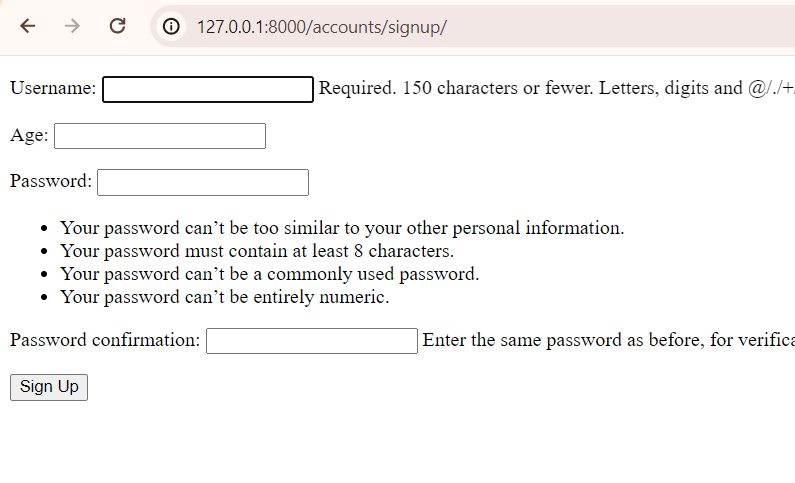 127.0.0.1:8000/accounts/signup/
Username: Required. 150 characters or fewer. Letters, digits and @/./+
Age:
Password:
• Your password can’t be too similar to your other personal information.
• Your password must contain at least 8 characters.
• Your password can’t be a commonly used password.
• Your password can’t be entirely numeric.
Password confirmation: Enter the same password as before, for verifica
Sign Up